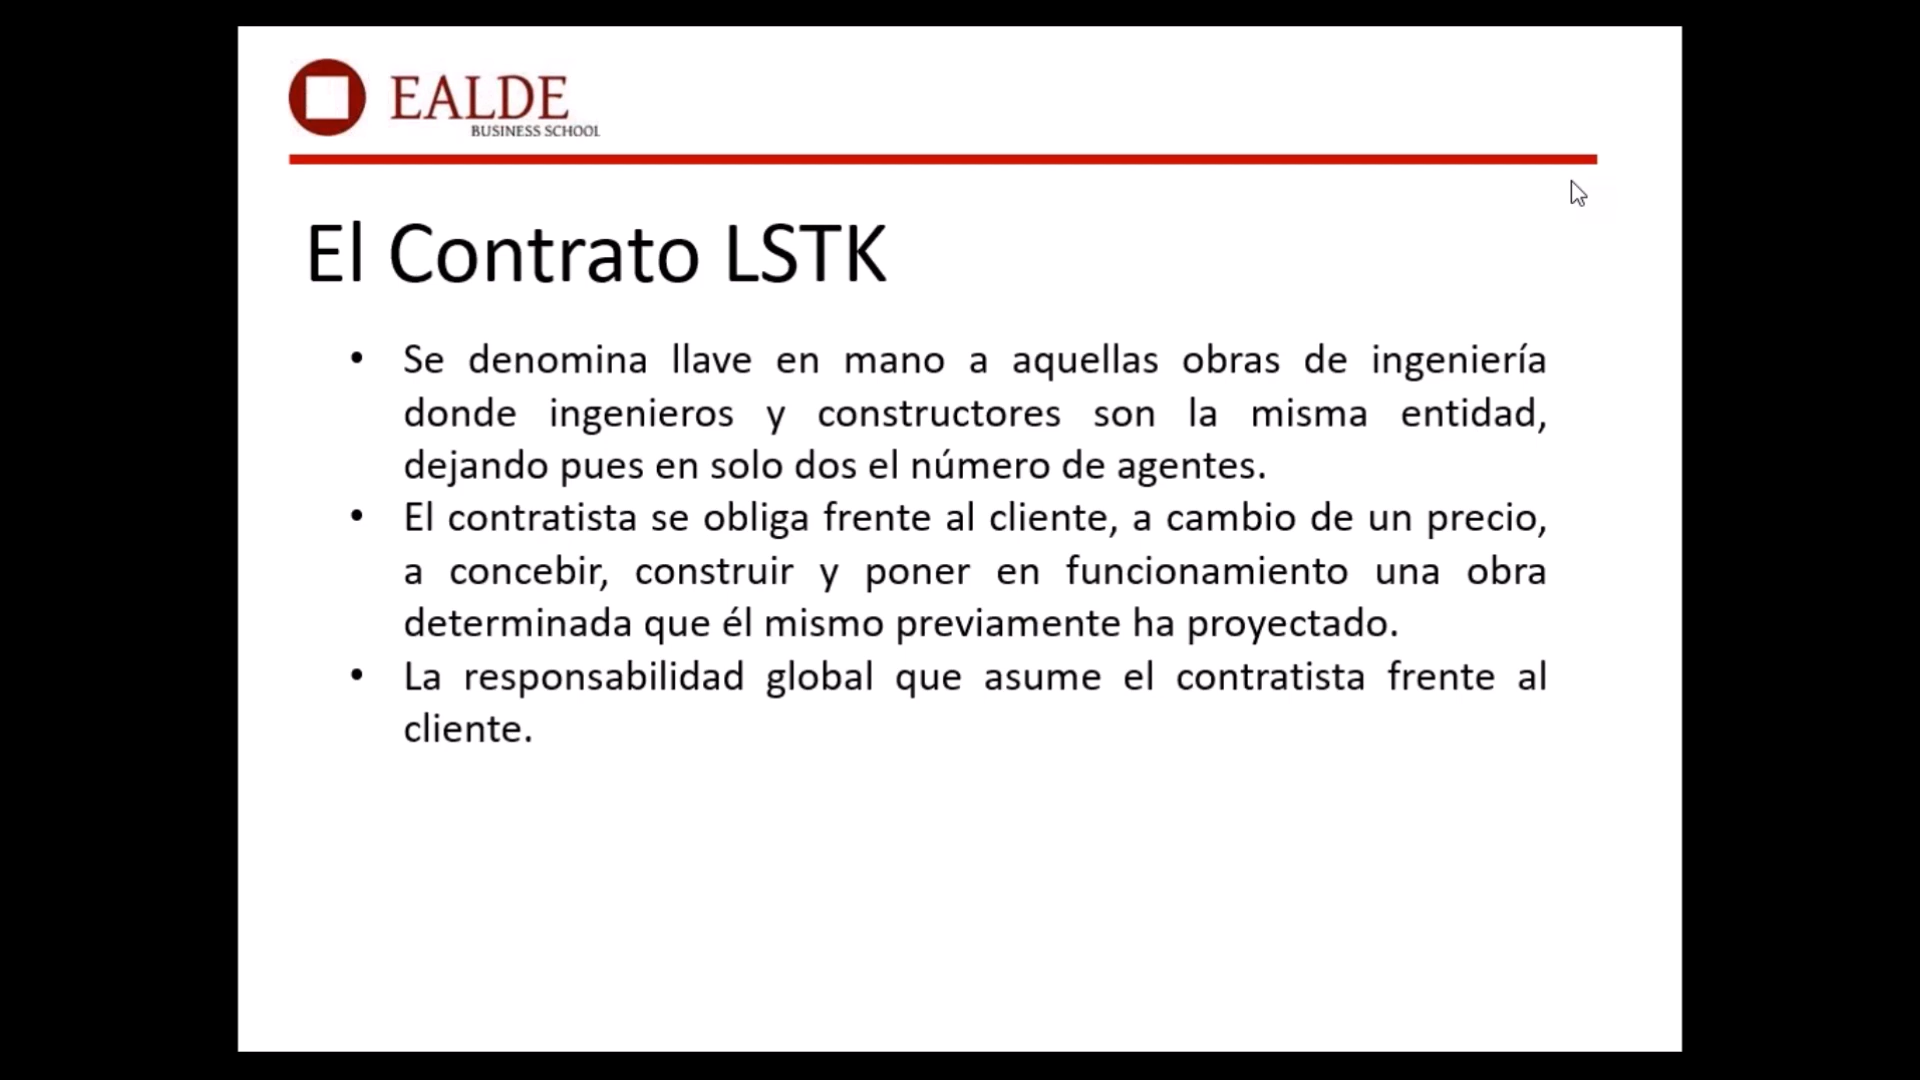 EALDE
BUSINESS SCHOOL
El Contrato LSTK
• Se denomina llave en mano a aquellas obras de ingeniería
donde ingenieros y constructores son la misma entidad,
dejando pues en solo dos el número de agentes.
• El contratista se obliga frente al cliente, a cambio de un precio,
a concebir, construir y poner en funcionamiento una obra
determinada que él mismo previamente ha proyectado.
• La responsabilidad global que asume el contratista frente al
cliente.